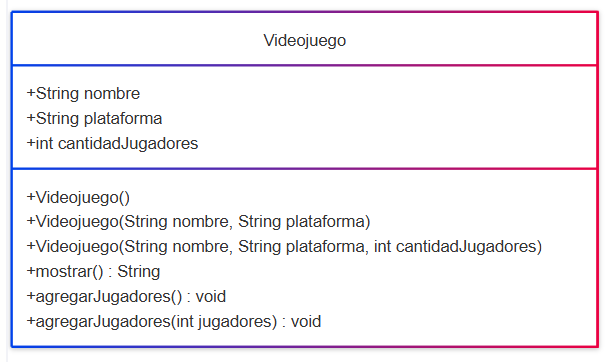 Videojuego
+String nombre
+String plataforma
+int cantidadJugadores
+Videojuego()
+Videojuego(String nombre, String plataforma)
+Videojuego(String nombre, String plataforma, int cantidadJugadores)
+mostrar() : String
+agregarJugadores() : void
+agregarJugadores(int jugadores) : void